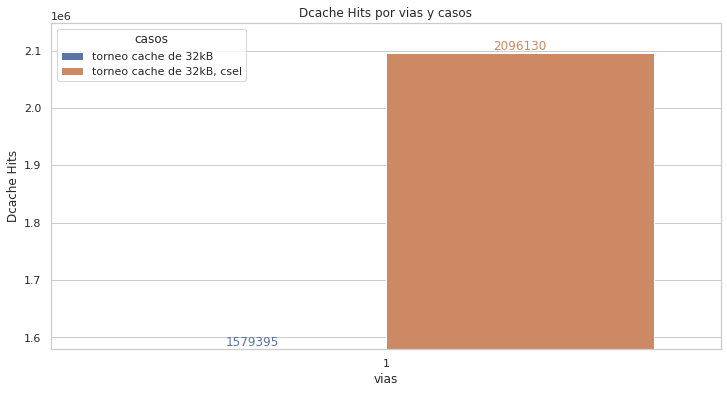 Dcache Hits por vias y casos
1e6
casos
torneo cache de 32kB
torneo cache de 32kB, csel
2096130
1579395
2.1
2.0
1.9
1.8
1.7
1.6
Dcache Hits
1
vias